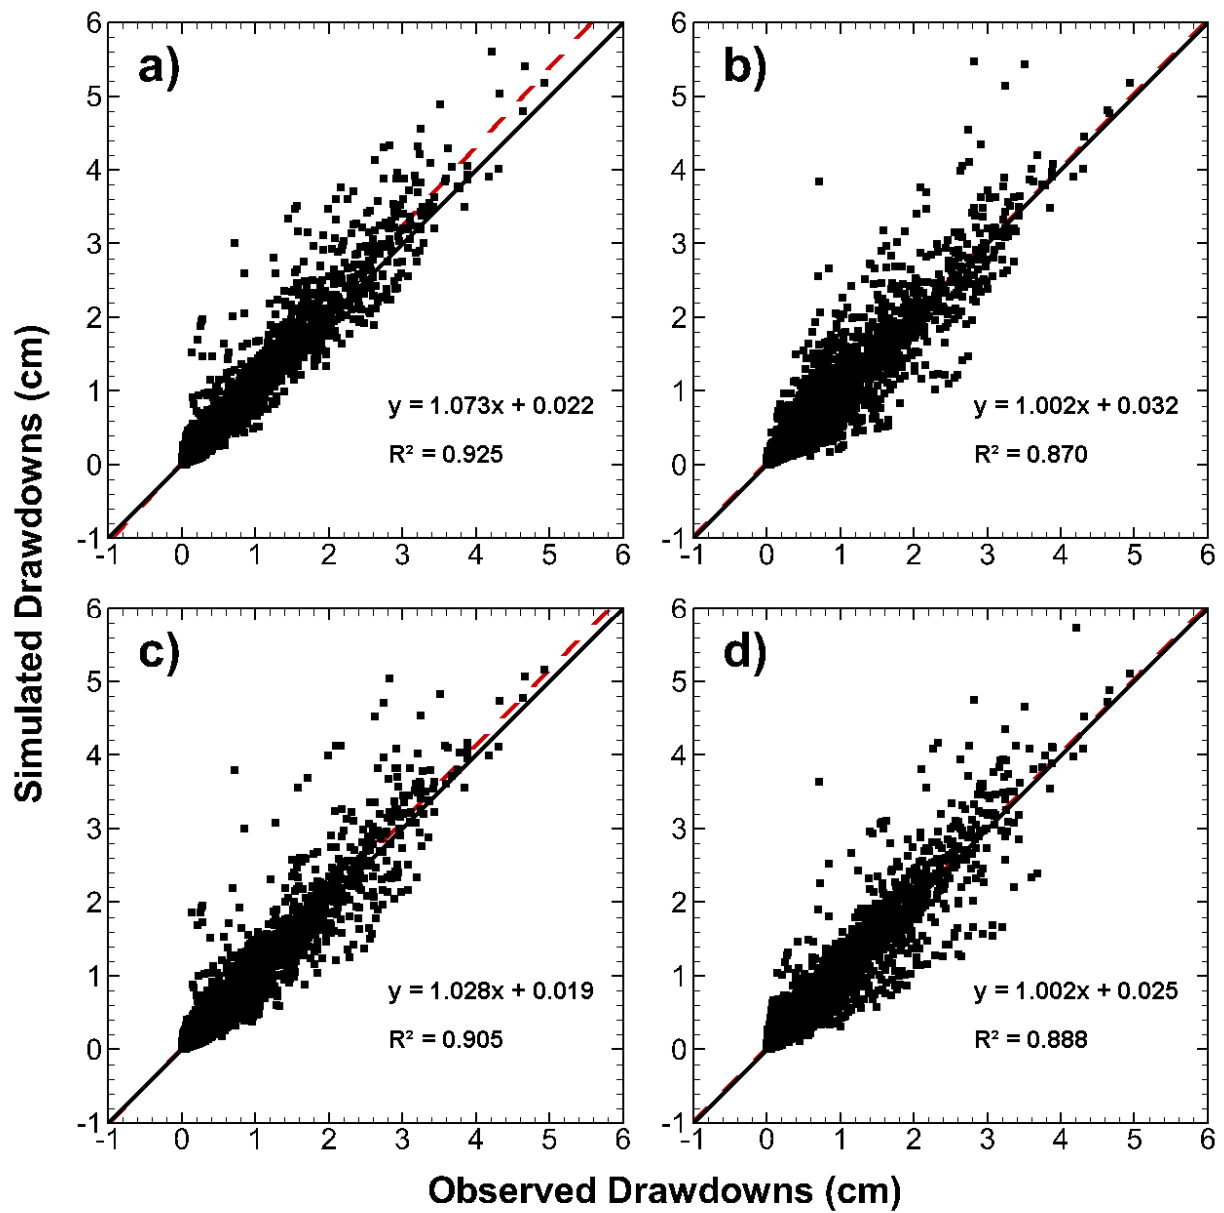 a)
6
5
4
3
2
1
0
-1
-1 0 1 2 3 4 5 6
y = 1.073x + 0.022
R² = 0.925
b)
6
5
4
3
2
1
0
-1
-1 0 1 2 3 4 5 6
y = 1.002x + 0.032
R² = 0.870
c)
6
5
4
3
2
1
0
-1
-1 0 1 2 3 4 5 6
y = 1.028x + 0.019
R² = 0.905
d)
6
5
4
3
2
1
0
-1
-1 0 1 2 3 4 5 6
y = 1.002x + 0.025
R² = 0.888
Simulated Drawdowns (cm)
Observed Drawdowns (cm)